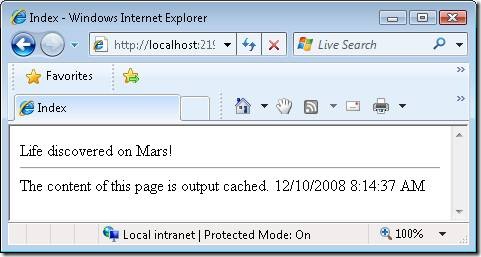 Index - Windows Internet Explorer
http://localhost:219
Live Search
Favorites
Index
Life discovered on Mars!
The content of this page is output cached. 12/10/2008 8:14:37 AM
Local intranet | Protected Mode: On
100%